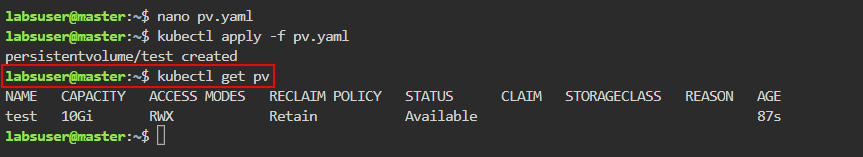 labsuser@master:~$ nano pv.yaml
labsuser@master:~$ kubectl apply -f pv.yaml
persistentvolume/test created
labsuser@master:~$ kubectl get pv
NAME   CAPACITY   ACCESS MODES   RECLAIM POLICY   STATUS      CLAIM   STORAGECLASS   REASON   AGE
test   10Gi       RWX            Retain           Available                                   87s
labsuser@master:~$